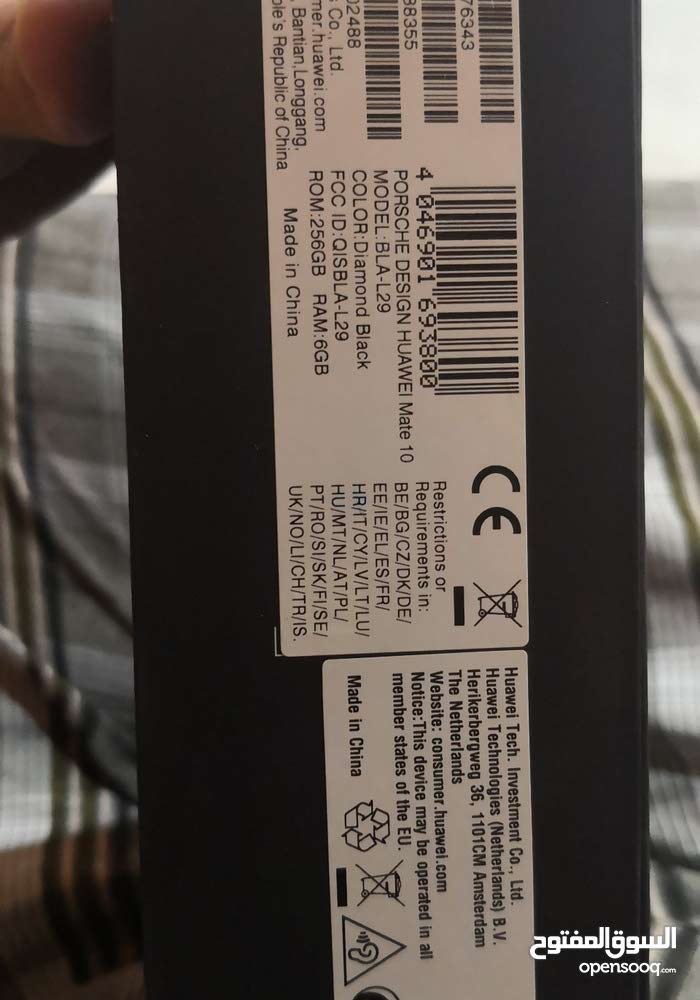 76343
88355
02488
Co., Ltd.
mer.huawei.com
Bantian,Longgang,
ple's Republic of China
4 046901 693800
PORSCHE DESIGN HUAWEI Mate 10
MODEL:BLA-L29
COLOR:Diamond Black
FCC ID:QISBLA-L29
ROM:256GB RAM:6GB
Made in China
CE
Restrictions or
Requirements in:
BE/BG/CZ/DK/DE/
EE/IE/EL/ES/FR/
HR/IT/CY/LV/LT/LU/
HU/MT/NL/AT/PL/
PT/RO/SI/SK/FI/SE/
UK/NO/LI/CH/TR/IS.
Huawei Tech. Investment Co., Ltd.
Huawei Technologies (Netherlands) B.V.
Herikerbergweg 36, 1101CM Amsterdam
The Netherlands
Website: consumer.huawei.com
Notice:This device may be operated in all
member states of the EU.
Made in China
السوق المفتوح
opensooq.com